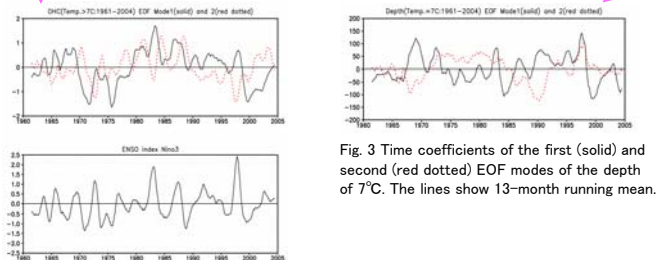 OHC(Temp.>7C:1961-2004) EOF Mode1(solid) and 2(red dotted)
2
1
0
-1
-2
1960 1965 1970 1975 1980 1985 1990 1995 2000 2005
Depth(Temp.=7C:1961-2004) EOF Mode1(solid) and 2(red dotted)
200
150
100
50
0
-50
-100
-150
-200
1960 1965 1970 1975 1980 1985 1990 1995 2000 2005
ENSO index Nino3
2.5
2.0
1.5
1.0
0.5
0.0
-0.5
-1.0
-1.5
-2.0
-2.5
1960 1965 1970 1975 1980 1985 1990 1995 2000 2005
Fig. 3 Time coefficients of the first (solid) and
second (red dotted) EOF modes of the depth
of 7°C. The lines show 13-month running mean.